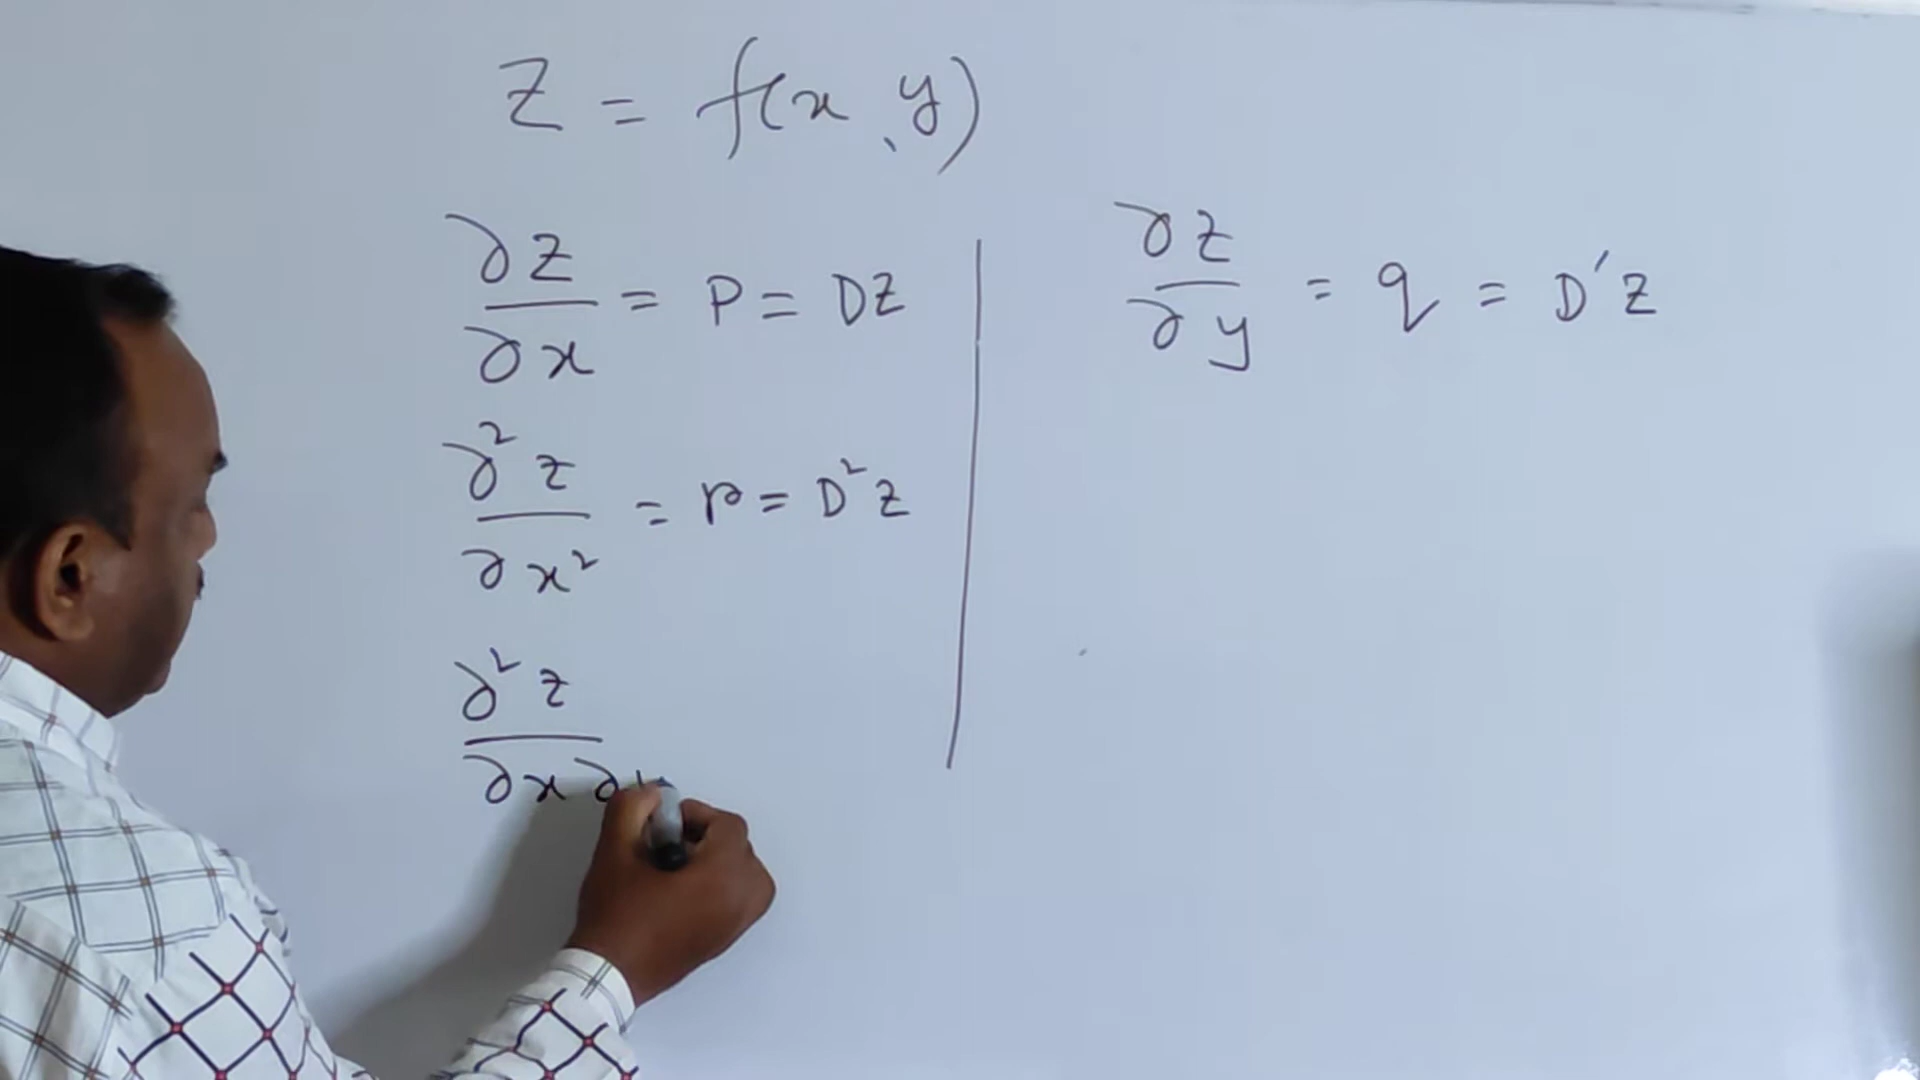 Z = f(x, y)
∂Z/∂x = P = DZ
∂Z/∂y = q = D'Z
∂²z/∂x² = r = D²Z
∂²z/∂x∂y